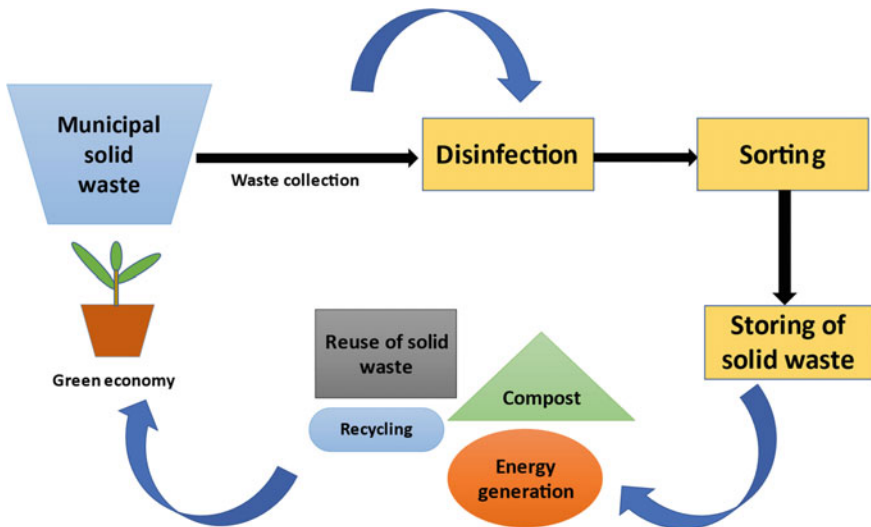 Municipal
solid
waste
Waste collection
Disinfection
Sorting
Storing of
solid waste
Reuse of solid
waste
Compost
Recycling
Energy
generation
Green economy